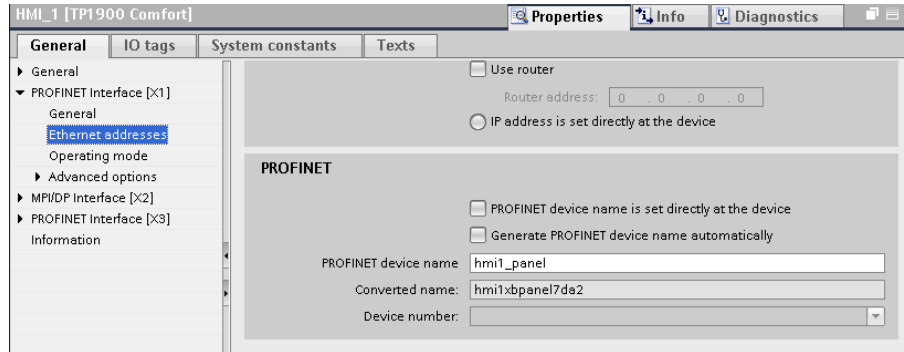 HMI_1 [TP1900 Comfort]
Properties
Info
Diagnostics
General
IO tags
System constants
Texts
General
PROFINET Interface [X1]
General
Ethernet addresses
Operating mode
Advanced options
MPI/DP Interface [X2]
PROFINET Interface [X3]
Information
Use router
Router address: 0 . 0 . 0 . 0
IP address is set directly at the device
PROFINET
PROFINET device name is set directly at the device
Generate PROFINET device name automatically
PROFINET device name hmi1_panel
Converted name: hmi1xbpanel7da2
Device number: